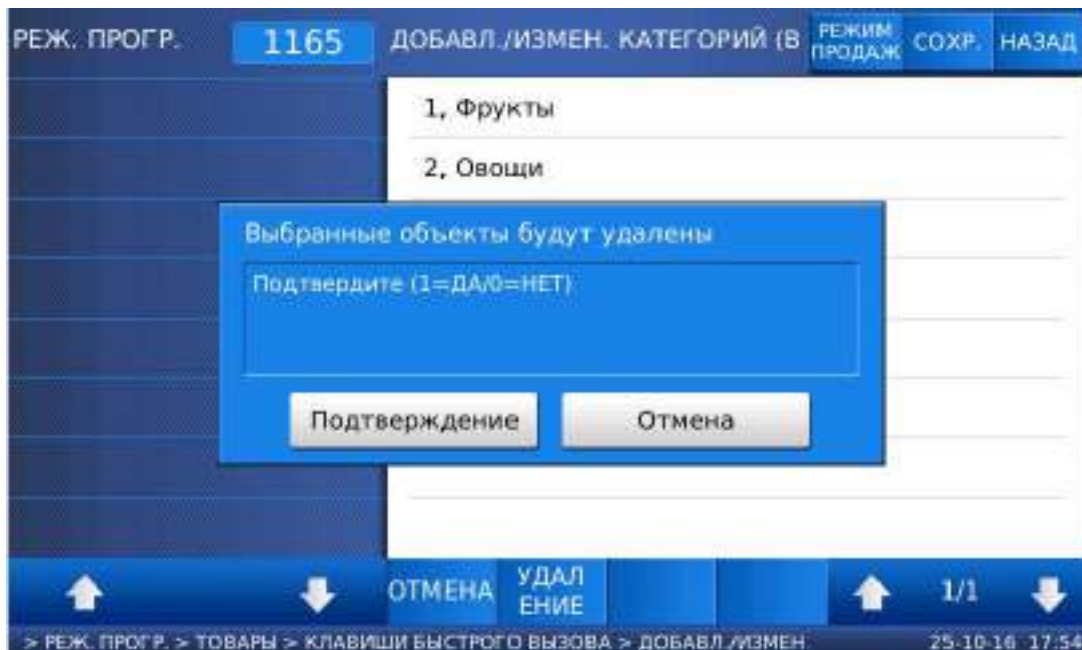 РЕЖ. ПРОГР.
1165
ДОБАВЛ./ИЗМЕН. КАТЕГОРИЙ (В
РЕЖИМ
ПРОДАЖ
СОХР.
НАЗАД
1, Фрукты
2, Овощи
Выбранные объекты будут удалены
Подтвердите (1=ДА/0=НЕТ)
Подтверждение
Отмена
ОТМЕНА
УДАЛ
ЕНИЕ
1/1
> РЕЖ. ПРОГР. > ТОВАРЫ > КЛАВИШИ БЫСТРОГО ВЫЗОВА > ДОБАВЛ./ИЗМЕН.
25-10-16 17:54